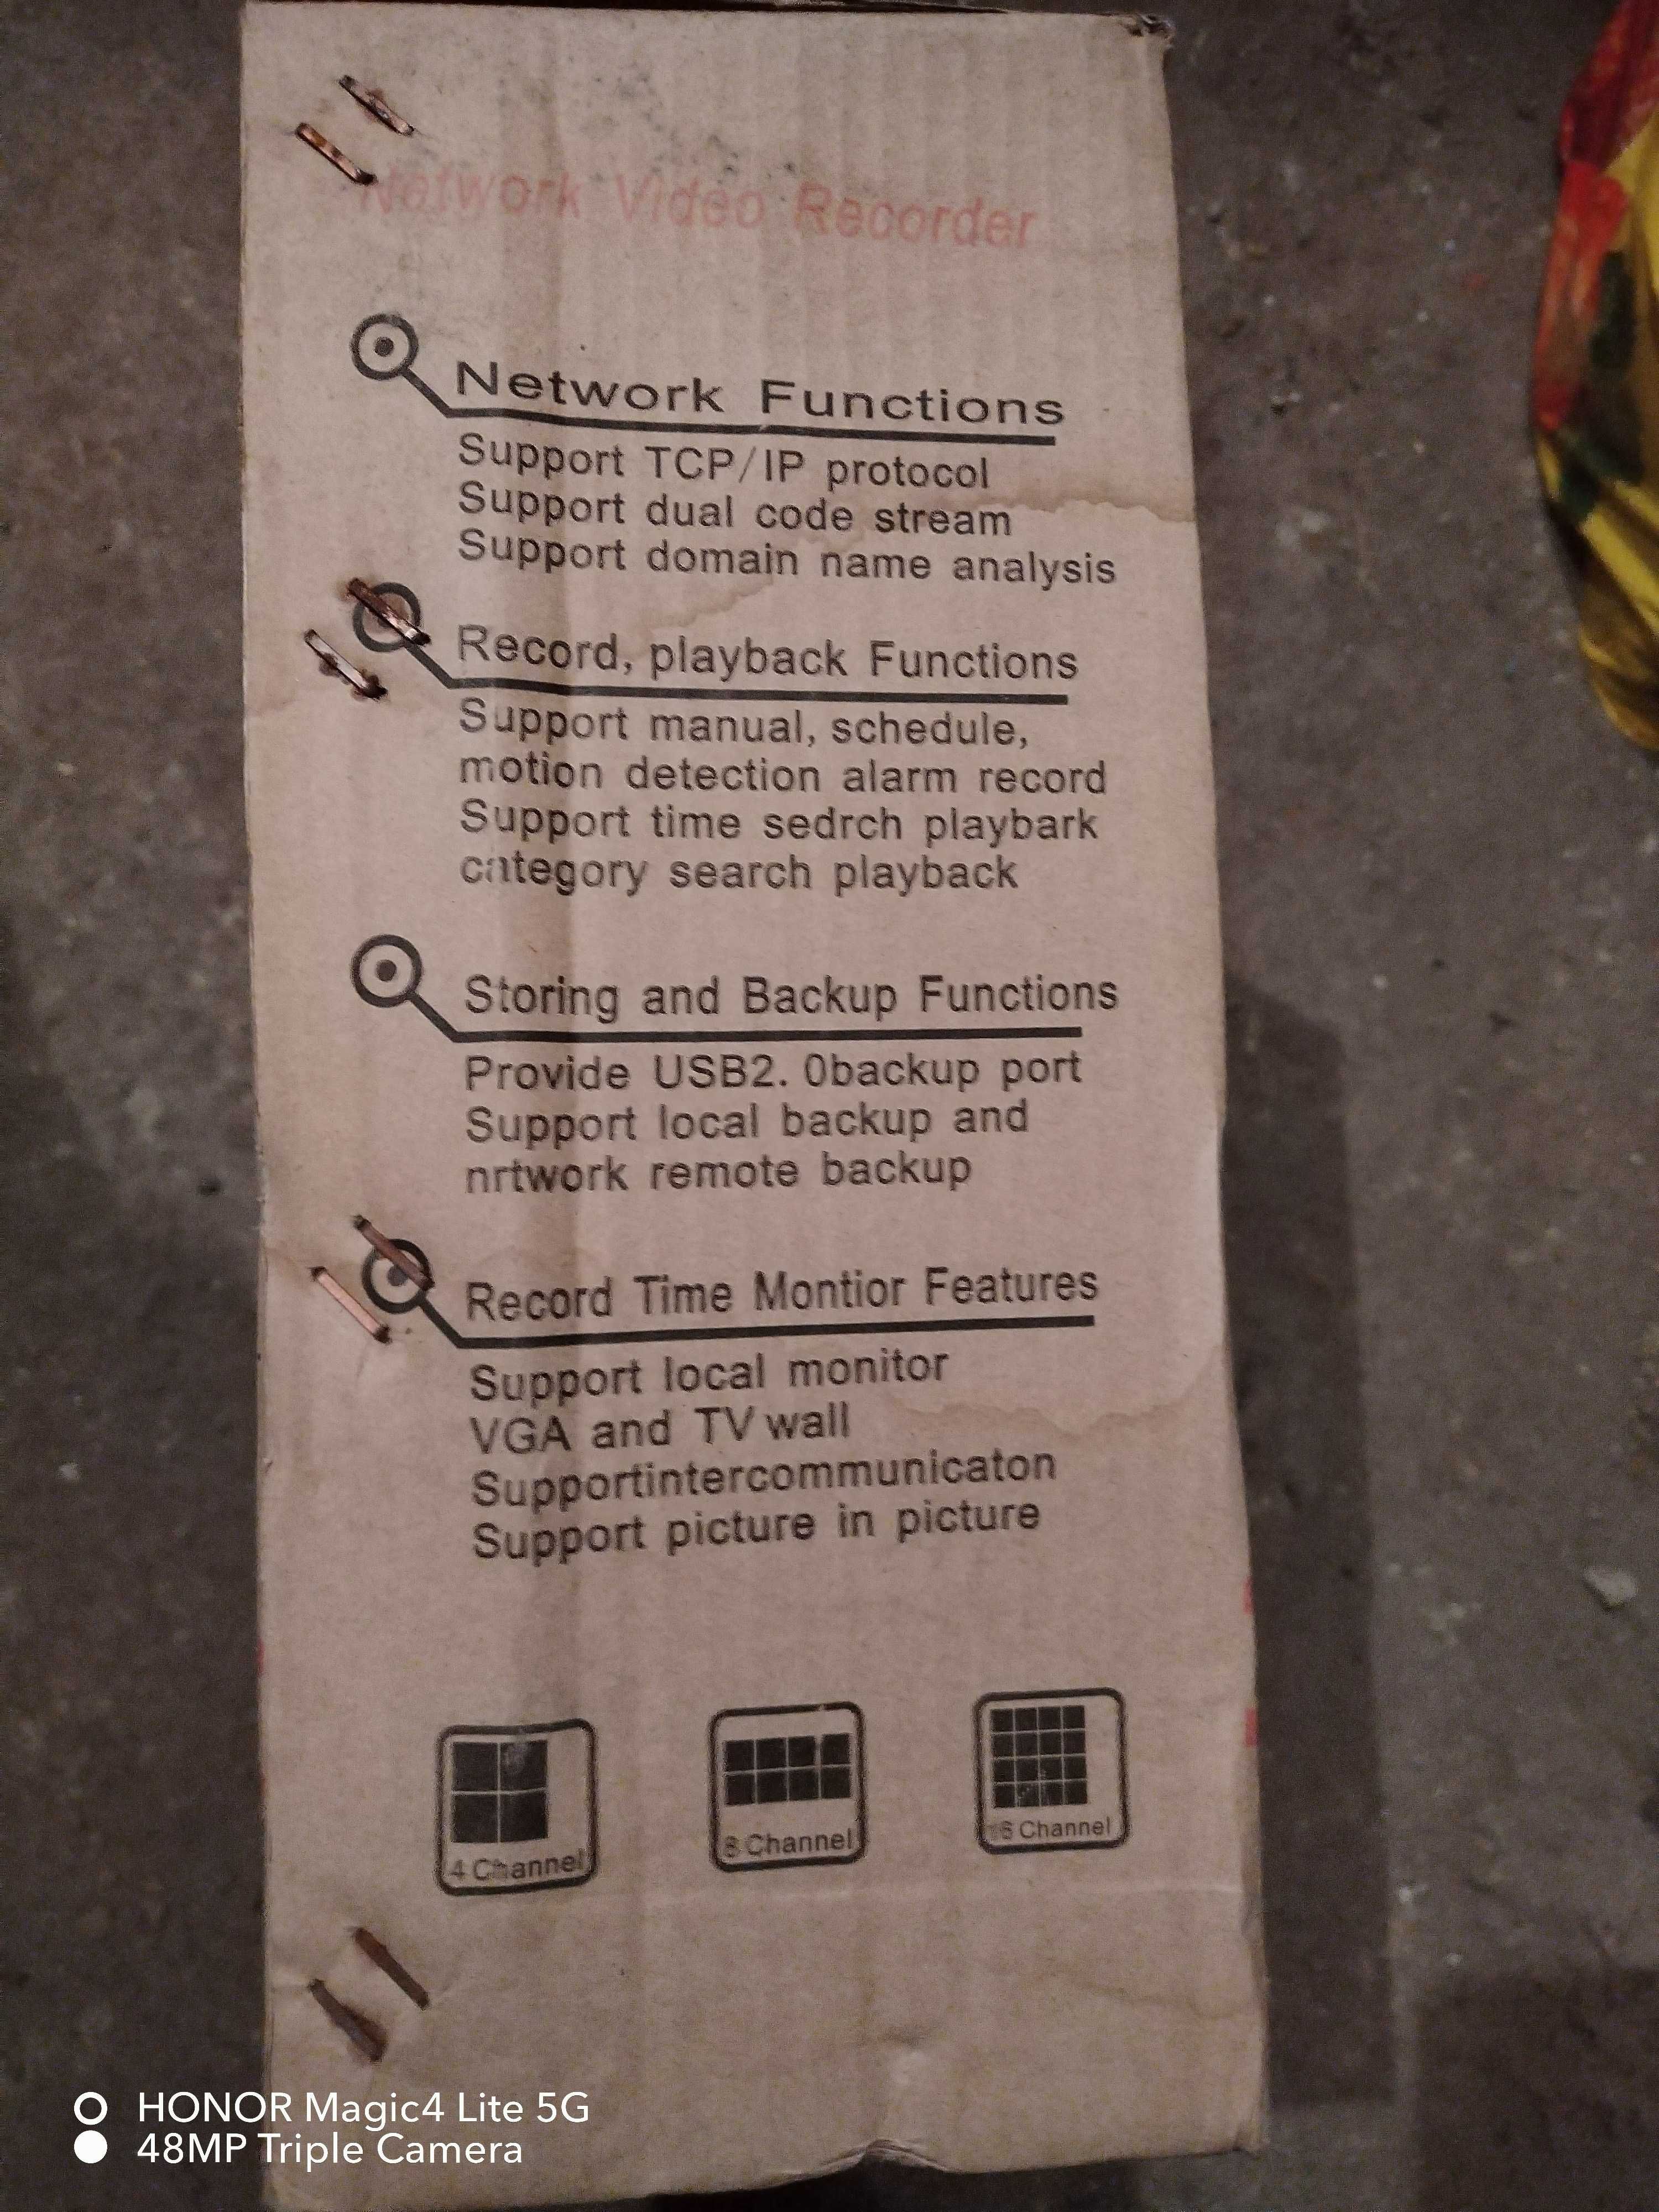 Network Video Recorder
Network Functions
Support TCP/IP protocol
Support dual code stream
Support domain name analysis
Record, playback Functions
Support manual, schedule,
motion detection alarm record
Support time sedrch playbark
category search playback
Storing and Backup Functions
Provide USB2. 0backup port
Support local backup and
nrtwork remote backup
Record Time Montior Features
Support local monitor
VGA and TV wall
Supportintercommunicaton
Support picture in picture
4 Channel
8 Channel
16 Channel
HONOR Magic4 Lite 5G
48MP Triple Camera